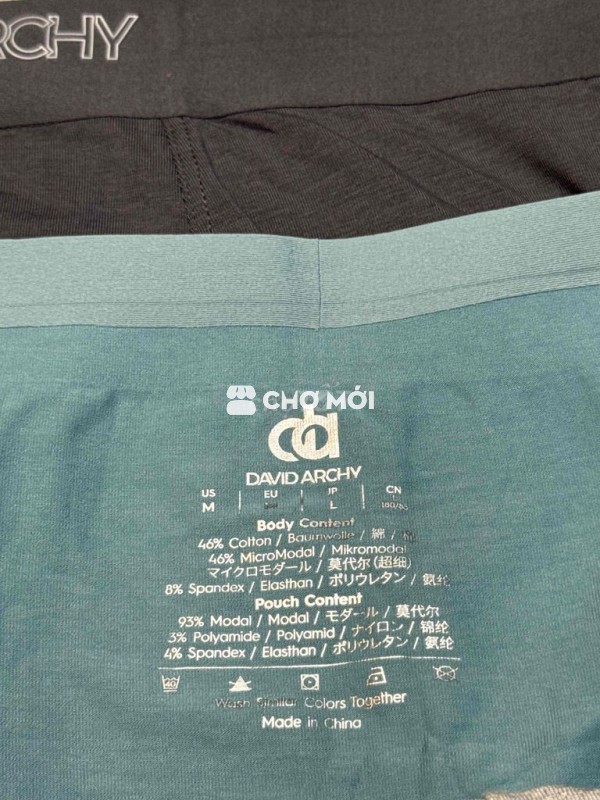 RCHY
CHỢ MỚI
DAVID ARCHY
US EU JP CN
M L
Body Content
46% Cotton / Baumwolle / 綿 / 棉
46% MicroModal / Mikromodal
マイクロモダール / 莫代尔(超细)
8% Spandex / Elasthan / ポリウレタン / 氨纶
Pouch Content
93% Modal / Modal / モダール / 莫代尔
3% Polyamide / Polyamid / ナイロン / 锦纶
4% Spandex / Elasthan / ポリウレタン / 氨纶
40
Wash Similar Colors Together
Made in China